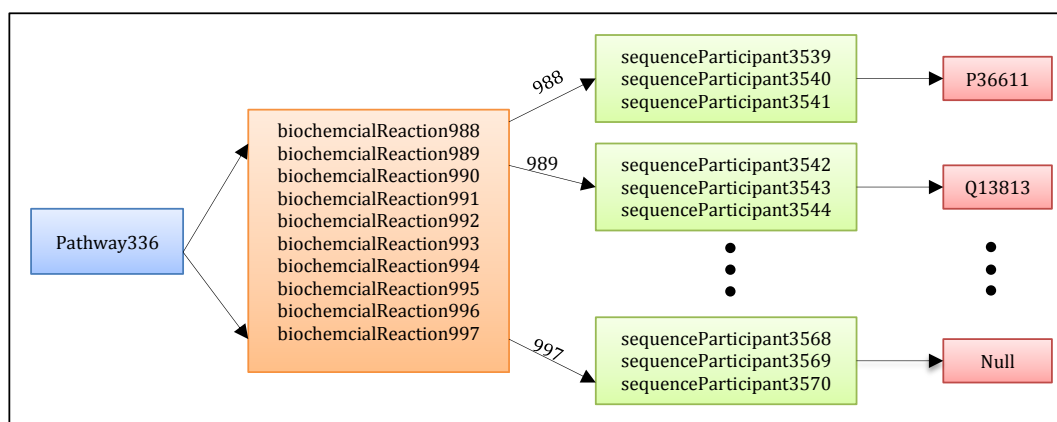 Pathway336
biochemcialReaction988
biochemcialReaction989
biochemcialReaction990
biochemcialReaction991
biochemcialReaction992
biochemcialReaction993
biochemcialReaction994
biochemcialReaction995
biochemcialReaction996
biochemcialReaction997
988
989
997
sequenceParticipant3539
sequenceParticipant3540
sequenceParticipant3541
P36611
sequenceParticipant3542
sequenceParticipant3543
sequenceParticipant3544
Q13813
sequenceParticipant3568
sequenceParticipant3569
sequenceParticipant3570
Null